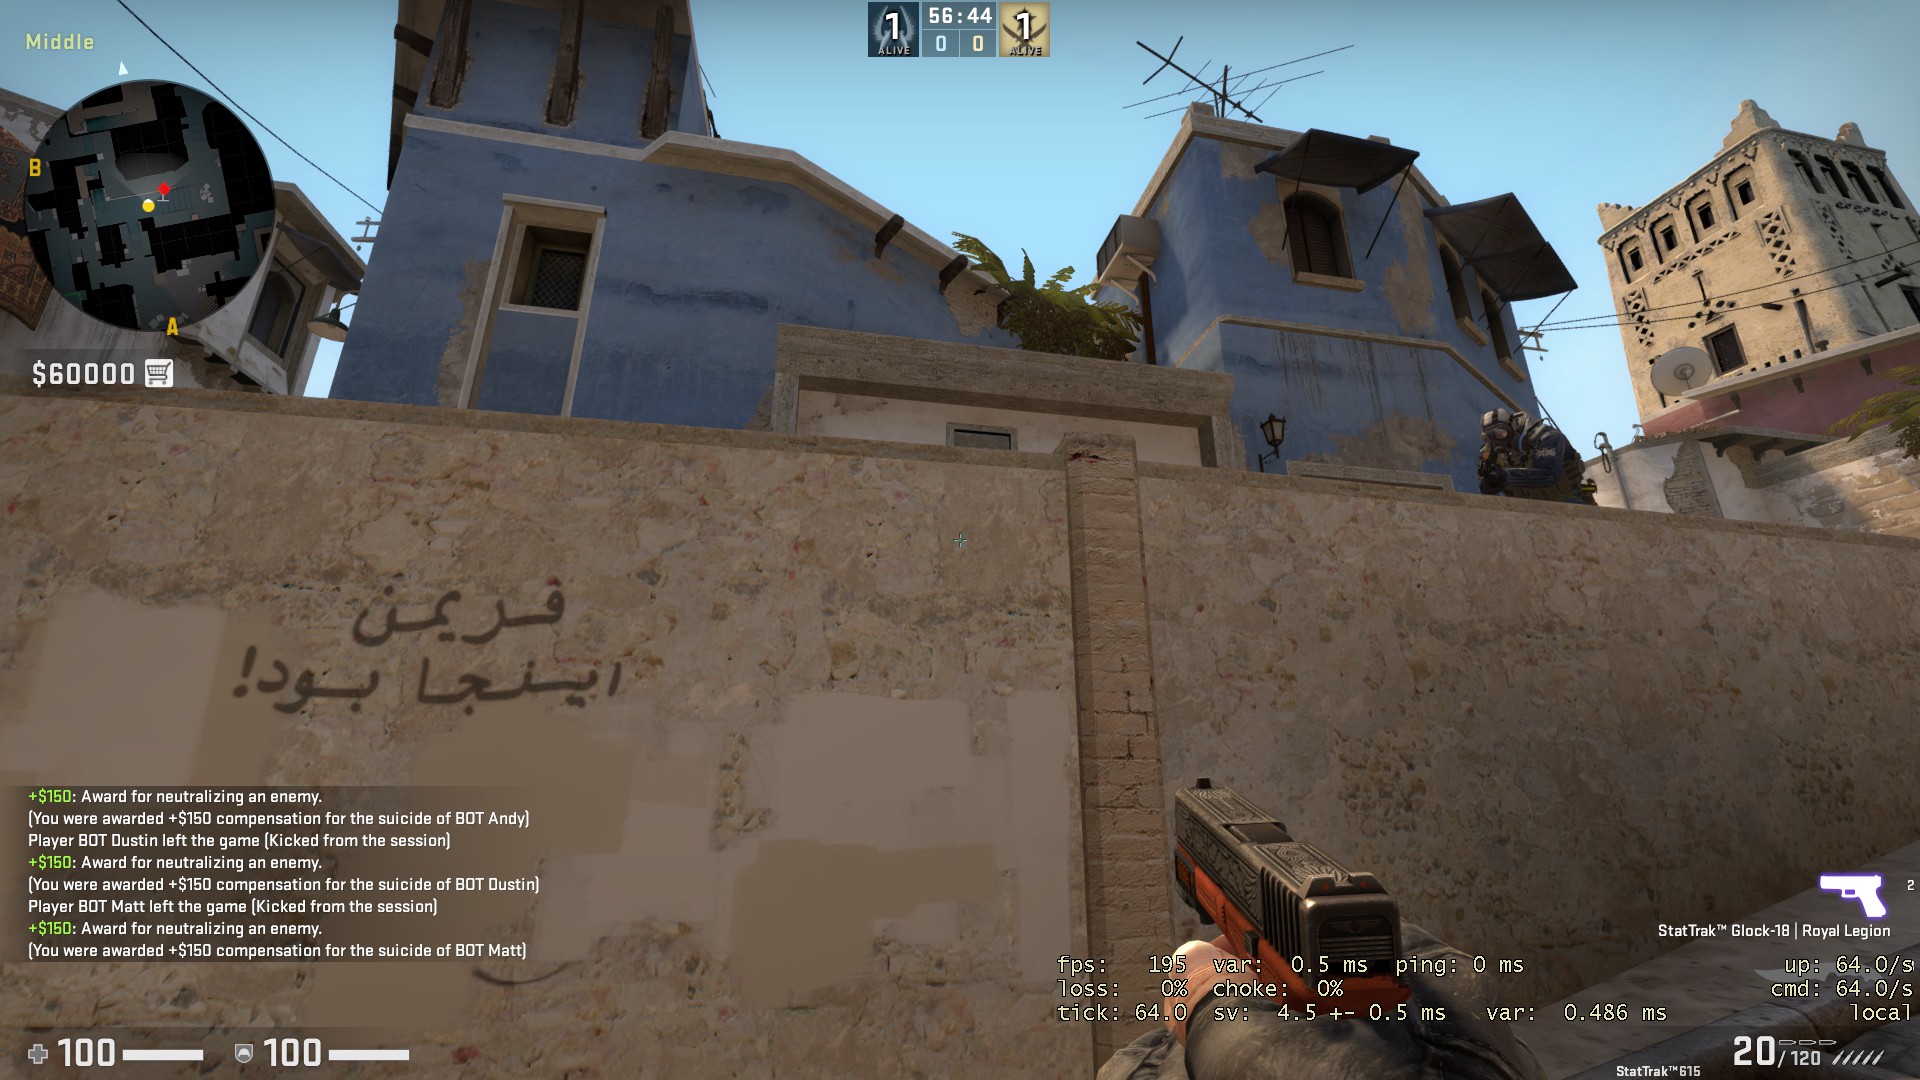 Middle
1
ALIVE
56:44
0 0
1
ALIVE
B
A
$60000
فریمن
اینجا بود!
+$150: Award for neutralizing an enemy.
(You were awarded +$150 compensation for the suicide of BOT Andy)
Player BOT Dustin left the game (Kicked from the session)
+$150: Award for neutralizing an enemy.
(You were awarded +$150 compensation for the suicide of BOT Dustin)
Player BOT Matt left the game (Kicked from the session)
+$150: Award for neutralizing an enemy.
(You were awarded +$150 compensation for the suicide of BOT Matt)
2
StatTrak™ Glock-18 | Royal Legion
fps: 195 var: 0.5 ms ping: 0 ms up: 64.0/s
loss: 0% choke: 0% cmd: 64.0/s
tick: 64.0 sv: 4.5 +- 0.5 ms var: 0.486 ms local
100 100
20/120
StatTrak™615